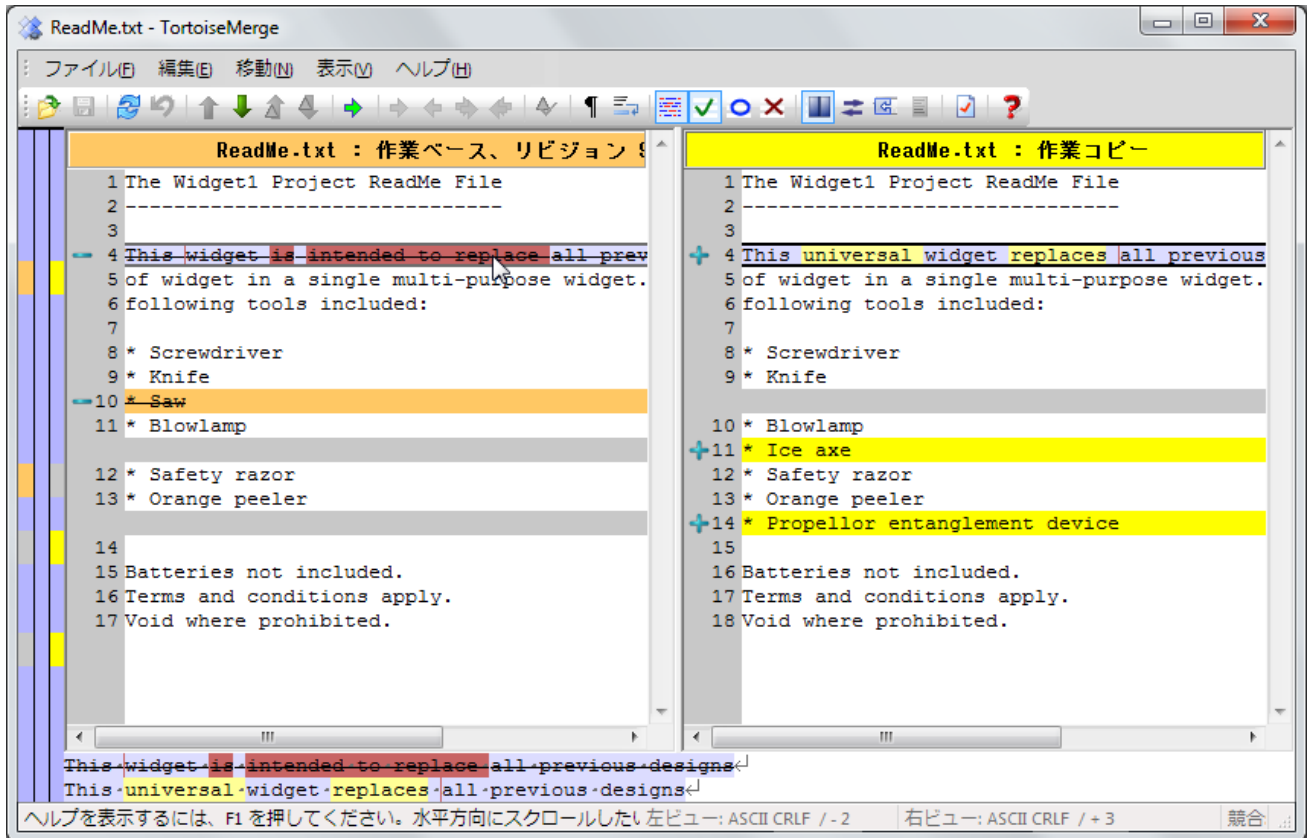 ReadMe.txt - TortoiseMerge
ファイル(F) 編集(E) 移動(N) 表示(V) ヘルプ(H)
ReadMe.txt : 作業ベース、リビジョン 9
1 The Widget1 Project ReadMe File
2 -------------------------------
3
4 This widget is intended to replace all prev
5 of widget in a single multi-purpose widget.
6 following tools included:
7
8 * Screwdriver
9 * Knife
10 * Saw
11 * Blowlamp
12 * Safety razor
13 * Orange peeler
14
15 Batteries not included.
16 Terms and conditions apply.
17 Void where prohibited.
ReadMe.txt : 作業コピー
1 The Widget1 Project ReadMe File
2 -------------------------------
3
4 This universal widget replaces all previous
5 of widget in a single multi-purpose widget.
6 following tools included:
7
8 * Screwdriver
9 * Knife
10 * Blowlamp
11 * Ice axe
12 * Safety razor
13 * Orange peeler
14 * Propellor entanglement device
15
16 Batteries not included.
17 Terms and conditions apply.
18 Void where prohibited.
This widget is intended to replace all previous designs
This universal widget replaces all previous designs
ヘルプを表示するには、F1 を押してください。水平方向にスクロールしたい 左ビュー: ASCII CRLF / - 2 右ビュー: ASCII CRLF / + 3 競合